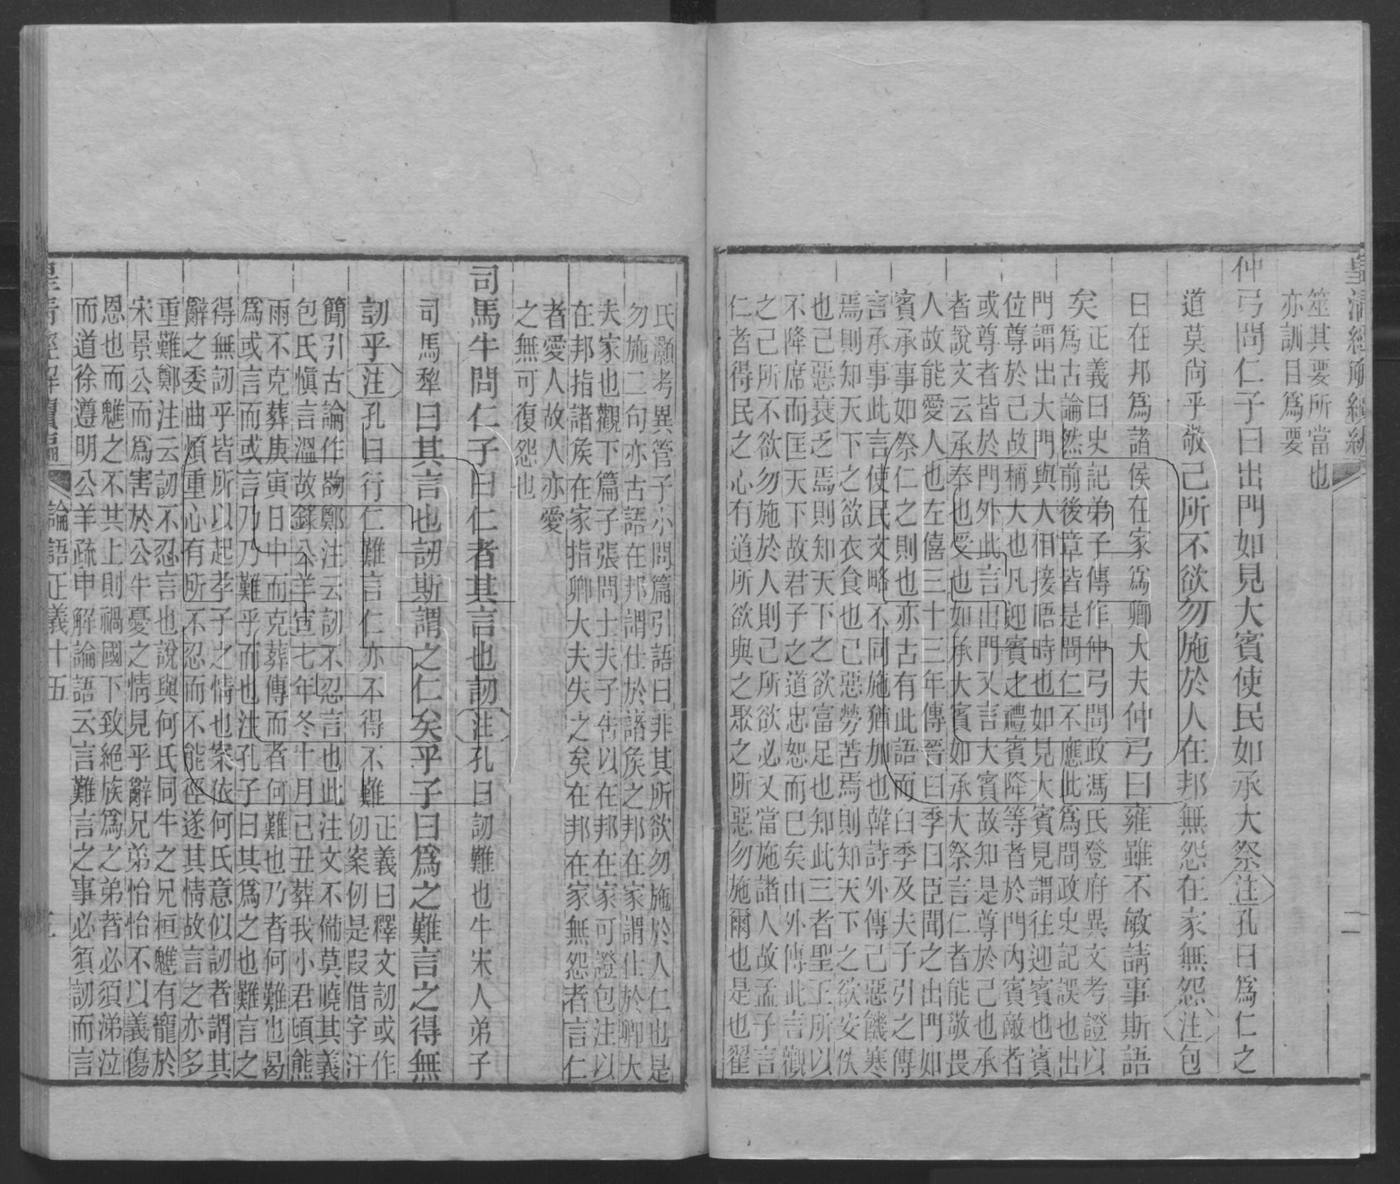 皇清經解續編
二
筮其要所當也
亦訓目為要
仲弓問仁子曰出門如見大賓使民如承大祭注孔曰為仁之
道莫尚乎敬己所不欲勿施於人在邦無怨在家無怨注包
曰在邦為諸侯在家為卿大夫仲弓曰雍雖不敏請事斯語
矣
正義曰史記弟子傳作仲弓問政馮氏登府異文考證以
為古論然前後章皆是問仁不應此為問政史記誤也出
門謂出大門與人相接晤時也如見大賓見謂往迎賓也賓
位尊於己故稱大也凡迎賓之禮賓降等者於門內賓敵者
或尊者皆於門外此言出門又言大賓故知是尊於己也承
者說文云承奉也受也如承大賓如承大祭言仁者能敬畏
人故能愛人也左僖三十三年傳晉臼季曰臣聞之出門如
賓承事如祭仁之則也亦古有此語而臼季及夫子引之傳
言承事此言使民文略不同施猶加也韓詩外傳己惡饑寒
焉則知天下之欲衣食也己惡勞苦焉則知天下之欲安佚
也己惡衰乏焉則知天下之欲富足也知此三者聖王所以
不降席而匡天下故君子之道忠恕而巳矣由外傳此言觀
之己所不欲勿施於人則己所欲必又當施諸人故孟子言
仁者得民之心有道所欲與之聚之所惡勿施爾也是也翟
氏灝考異管子小問篇引語曰非其所欲勿施於人仁也是
勿施二句亦古語在邦謂仕於諸侯之邦在家謂仕於卿大
夫家也觀下篇子張問士夫子告以在邦在家可證包注以
在邦指諸侯在家指卿大夫失之矣在邦在家無怨者言仁
者愛人故人亦愛
之無可復怨也
司馬牛問仁子曰仁者其言也訒注孔曰訒難也牛宋人弟子
司馬犂曰其言也訒斯謂之仁矣乎子曰為之難言之得無
訒乎注孔曰行仁難言仁亦不得不難
正義曰釋文訒或作
仞案例是叚借字汗
簡引古論作訒鄭注云訒不忍言也此注文不備莫曉其義
包氏愼言溫故錄公羊宣七年冬十月己丑葬我小君頃熊
雨不克葬庚寅日中而克葬傳而者何難也乃者何難也曷
為或言而或言乃乃難乎而也注孔子曰其為之也難言之
得無訒乎皆所以起孝子之情也案依何氏意似訒者謂其
辭之委曲煩重心有所不忍而不能徑遂其情故言之亦多
重難鄭注云訒不忍言也說與何氏同牛之兄桓魋有寵於
宋景公而為害於公牛憂之情見乎辭兄弟怡怡不以義傷
恩也而魋之不其上則禍國下致絕族為之弟者必須涕泣
而道徐遵明公羊疏申解論語云言難言之事必須訒而言
皇清經解續編
論語正義十五
三